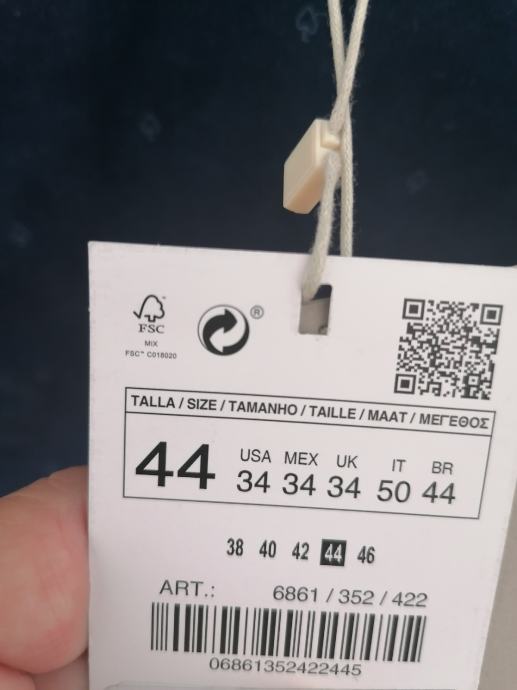 FSC
MIX
FSC™ C018020
®
TALLA / SIZE / TAMANHO / TAILLE / MAAT / ΜΕΓΕΘΟΣ
44
USA MEX UK IT BR
34 34 34 50 44
38 40 42 44 46
ART.: 6861 / 352 / 422
06861352422445